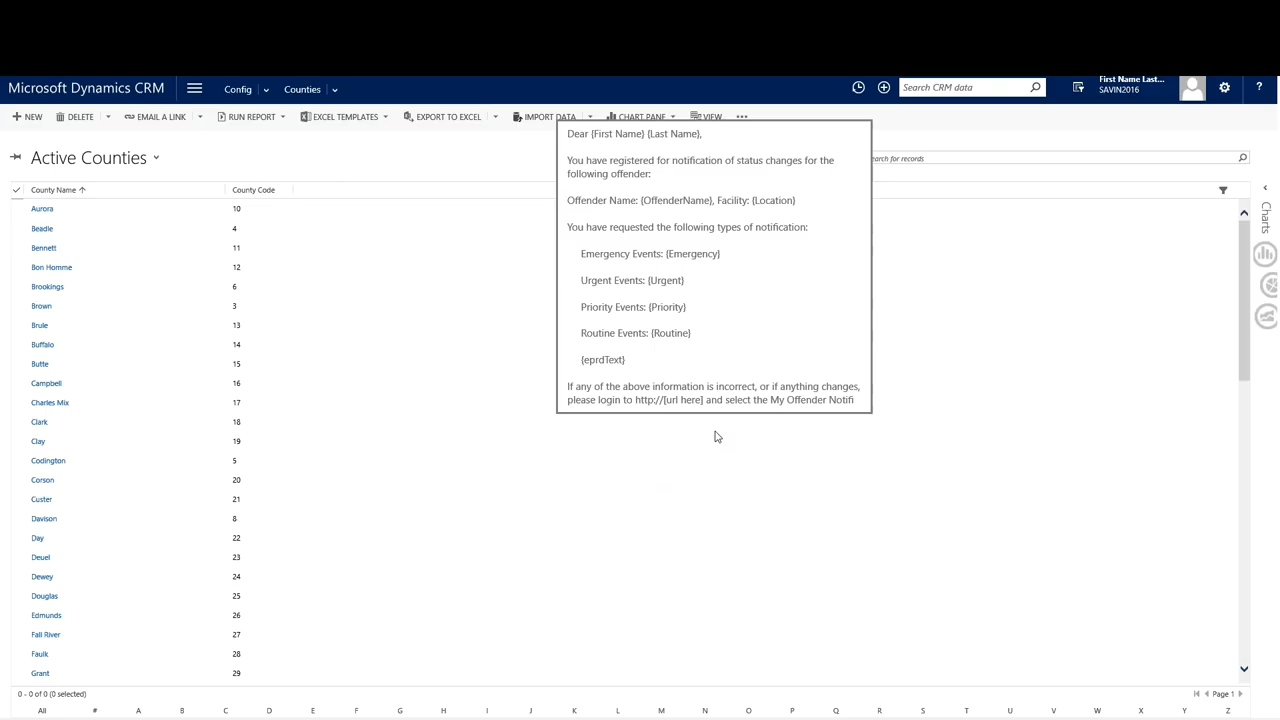 Microsoft Dynamics CRM Config Counties Search CRM data First Name Last...
SAVIN2016 ?
NEW DELETE EMAIL A LINK RUN REPORT EXCEL TEMPLATES EXPORT TO EXCEL IMPORT DATA CHART PANE VIEW ...
Active Counties
search for records
County Name County Code
Aurora 10
Beadle 4
Bennett 11
Bon Homme 12
Brookings 6
Brown 3
Brule 13
Buffalo 14
Butte 15
Campbell 16
Charles Mix 17
Clark 18
Clay 19
Codington 5
Corson 20
Custer 21
Davison 8
Day 22
Deuel 23
Dewey 24
Douglas 25
Edmunds 26
Fall River 27
Faulk 28
Grant 29
Dear {First Name} {Last Name},
You have registered for notification of status changes for the
following offender:
Offender Name: {OffenderName}, Facility: {Location}
You have requested the following types of notification:
Emergency Events: {Emergency}
Urgent Events: {Urgent}
Priority Events: {Priority}
Routine Events: {Routine}
{eprdText}
If any of the above information is incorrect, or if anything changes,
please login to http://[url here] and select the My Offender Notifi
Charts
0 - 0 of 0 (0 selected) Page 1
All # A B C D E F G H I J K L M N O P Q R S T U V W X Y Z